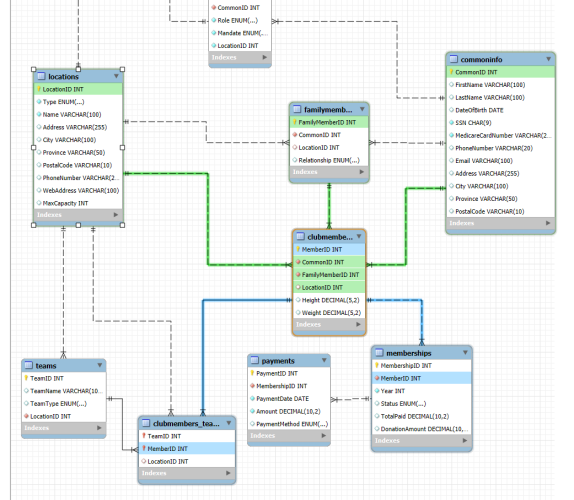 CommonID INT
Role ENUM(...)
Mandate ENUM(...
LocationID INT
Indexes
locations
LocationID INT
Type ENUM(...)
Name VARCHAR(100)
Address VARCHAR(255)
City VARCHAR(100)
Province VARCHAR(50)
PostalCode VARCHAR(10)
PhoneNumber VARCHAR(2...
WebAddress VARCHAR(100)
MaxCapacity INT
Indexes
familymemb...
FamilyMemberID INT
CommonID INT
LocationID INT
Relationship ENUM(...)
Indexes
commoninfo
CommonID INT
FirstName VARCHAR(100)
LastName VARCHAR(100)
DateOfBirth DATE
SSN CHAR(9)
MedicareCardNumber VARCHAR(2...
PhoneNumber VARCHAR(20)
Email VARCHAR(100)
Address VARCHAR(255)
City VARCHAR(100)
Province VARCHAR(50)
PostalCode VARCHAR(10)
Indexes
clubmembe...
MemberID INT
CommonID INT
FamilyMemberID INT
LocationID INT
Height DECIMAL(5,2)
Weight DECIMAL(5,2)
Indexes
teams
TeamID INT
TeamName VARCHAR(10...
TeamType ENUM(...)
LocationID INT
Indexes
clubmembers_tea...
TeamID INT
MemberID INT
LocationID INT
Indexes
payments
PaymentID INT
MembershipID INT
PaymentDate DATE
Amount DECIMAL(10,2)
PaymentMethod ENUM(...)
Indexes
memberships
MembershipID INT
MemberID INT
Year INT
Status ENUM(...)
TotalPaid DECIMAL(10,2)
DonationAmount DECIMAL(10,...
Indexes